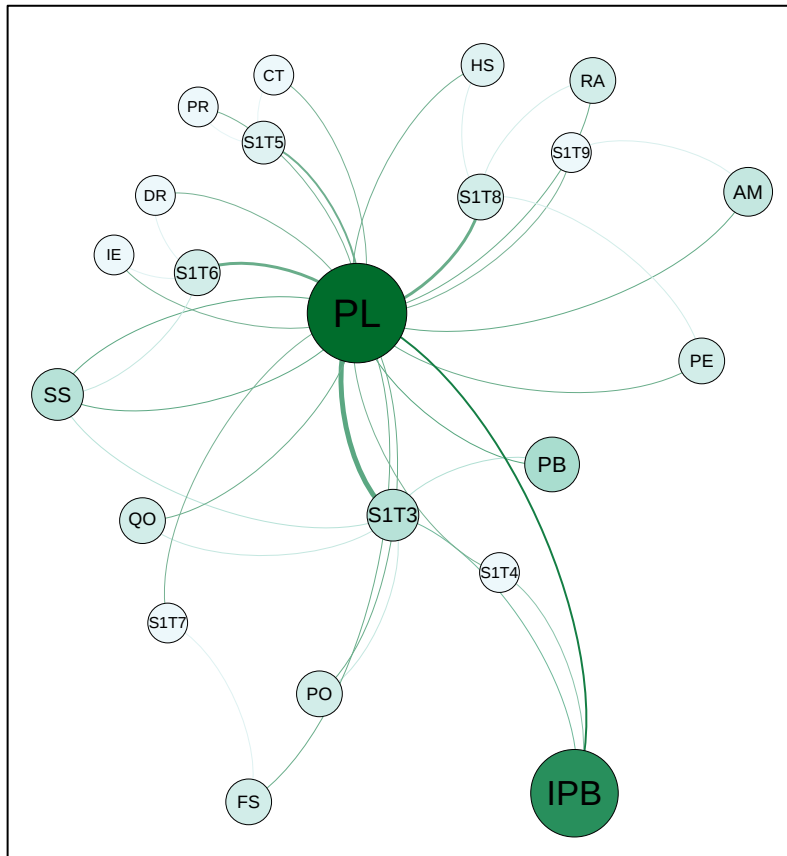 HS
CT
RA
PR
S1T5
S1T9
DR
S1T8
AM
IE
S1T6
PL
PE
SS
PB
QO
S1T3
S1T4
S1T7
PO
IPB
FS